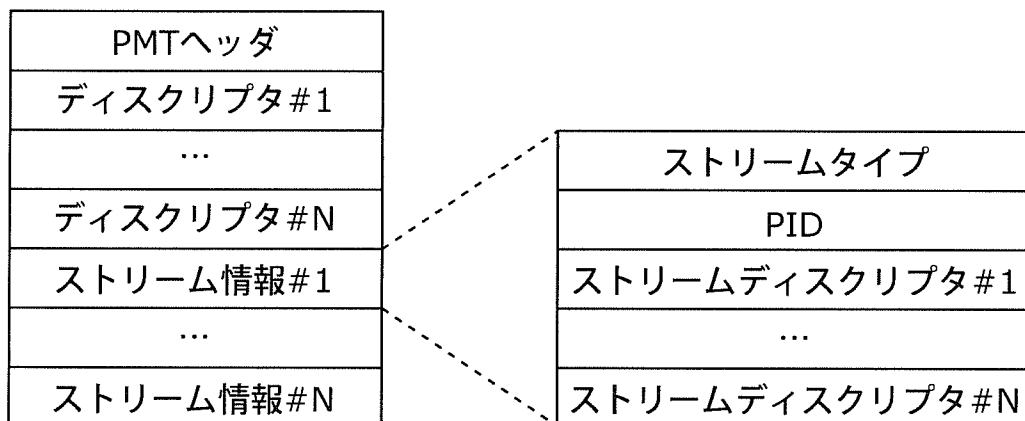 PMTヘッダ
ディスクリプタ#1
…
ディスクリプタ#N
ストリーム情報#1
…
ストリーム情報#N
ストリームタイプ
PID
ストリームディスクリプタ#1
…
ストリームディスクリプタ#N